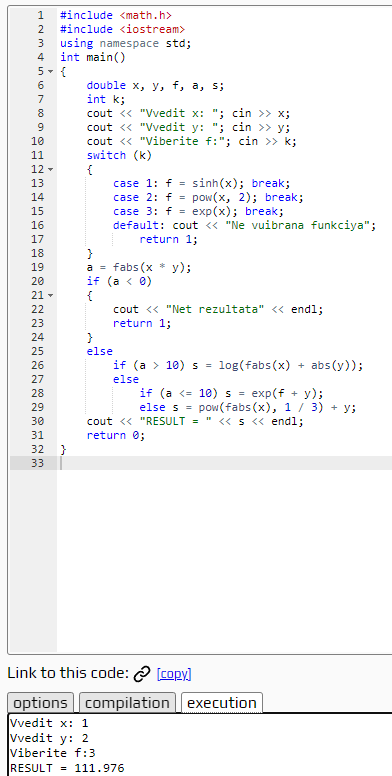 1 #include <math.h>
2 #include <iostream>
3 using namespace std;
4 int main()
5 {
6 double x, y, f, a, s;
7 int k;
8 cout << "Vvedit x: "; cin >> x;
9 cout << "Vvedit y: "; cin >> y;
10 cout << "Viberite f:"; cin >> k;
11 switch (k)
12 {
13 case 1: f = sinh(x); break;
14 case 2: f = pow(x, 2); break;
15 case 3: f = exp(x); break;
16 default: cout << "Ne vuibrana funkciya";
17 return 1;
18 }
19 a = fabs(x * y);
20 if (a < 0)
21 {
22 cout << "Net rezultata" << endl;
23 return 1;
24 }
25 else
26 if (a > 10) s = log(fabs(x) + abs(y));
27 else
28 if (a <= 10) s = exp(f + y);
29 else s = pow(fabs(x), 1 / 3) + y;
30 cout << "RESULT = " << s << endl;
31 return 0;
32 }
33
Link to this code: [copy]
options compilation execution
Vvedit x: 1
Vvedit y: 2
Viberite f:3
RESULT = 111.976